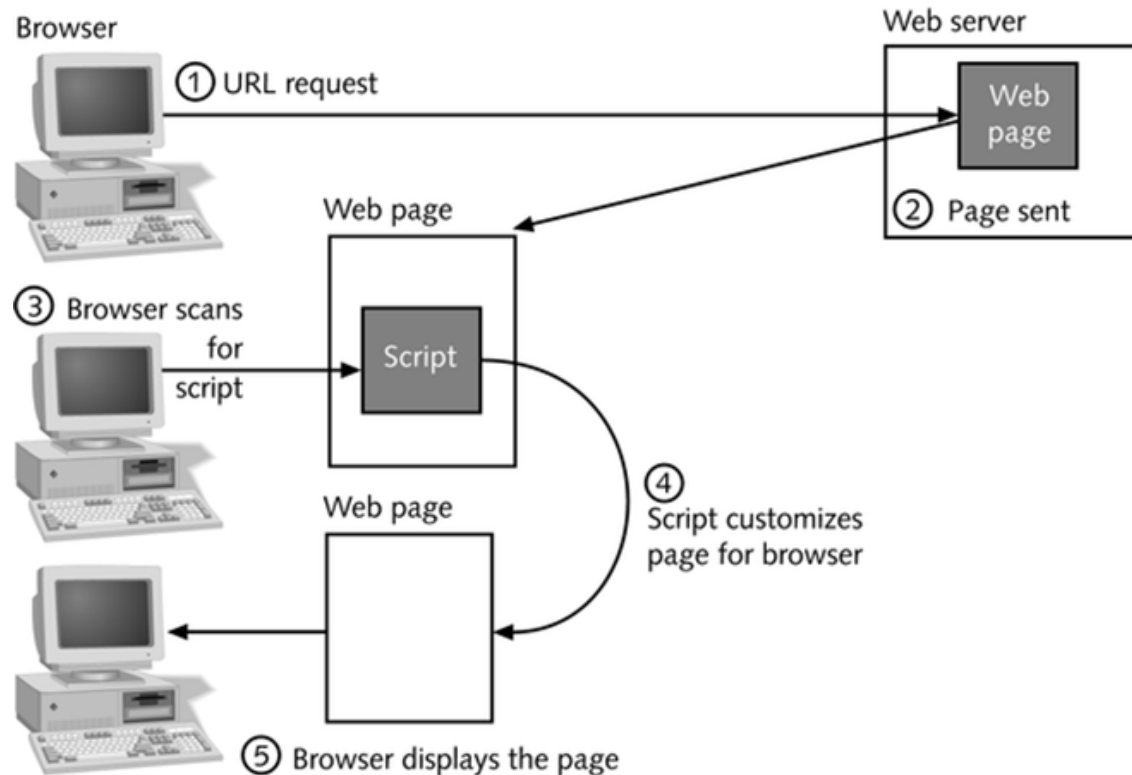 Browser
Web server
① URL request
Web
page
② Page sent
Web page
③ Browser scans
for
script
Script
④
Script customizes
page for browser
Web page
⑤ Browser displays the page